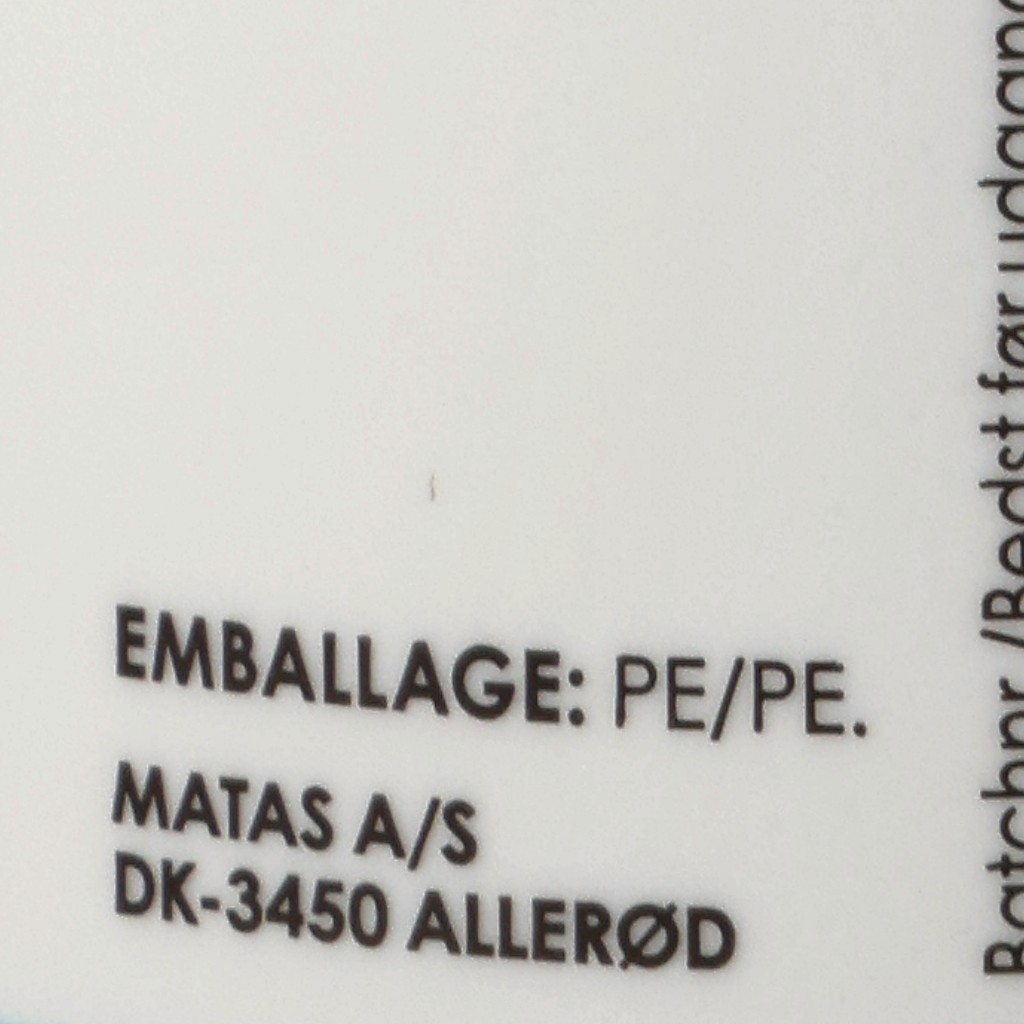 EMBALLAGE: PE/PE.
MATAS A/S
DK-3450 ALLERØD
Batchnr./Bedst før udgang